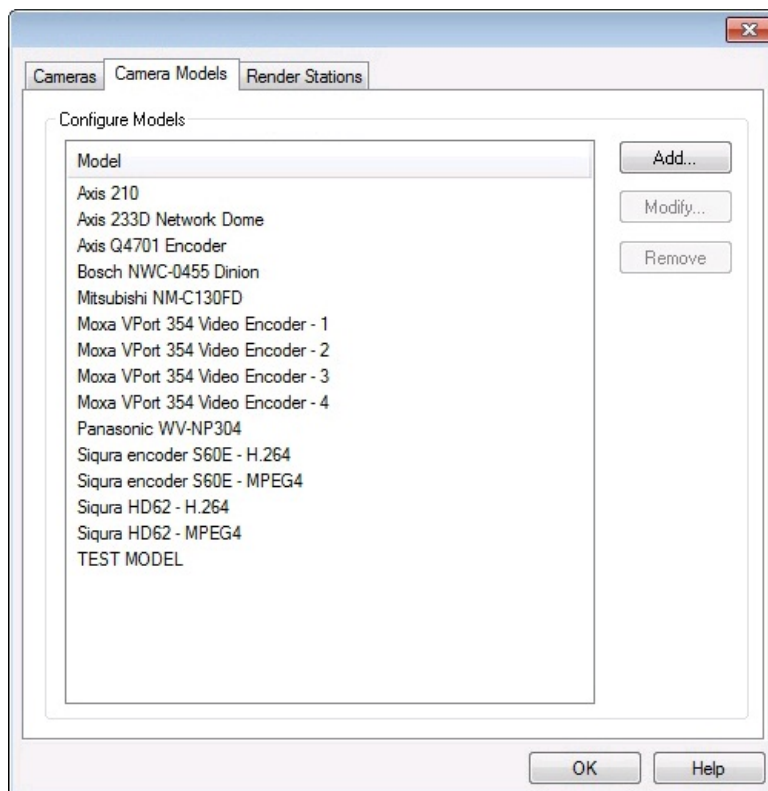 Cameras
Camera Models
Render Stations
Configure Models
Model
Add...
Axis 210
Modify...
Axis 233D Network Dome
Axis Q4701 Encoder
Remove
Bosch NWC-0455 Dinion
Mitsubishi NM-C130FD
Moxa VPort 354 Video Encoder - 1
Moxa VPort 354 Video Encoder - 2
Moxa VPort 354 Video Encoder - 3
Moxa VPort 354 Video Encoder - 4
Panasonic WV-NP304
Siqura encoder S60E - H.264
Siqura encoder S60E - MPEG4
Siqura HD62 - H.264
Siqura HD62 - MPEG4
TEST MODEL
OK
Help